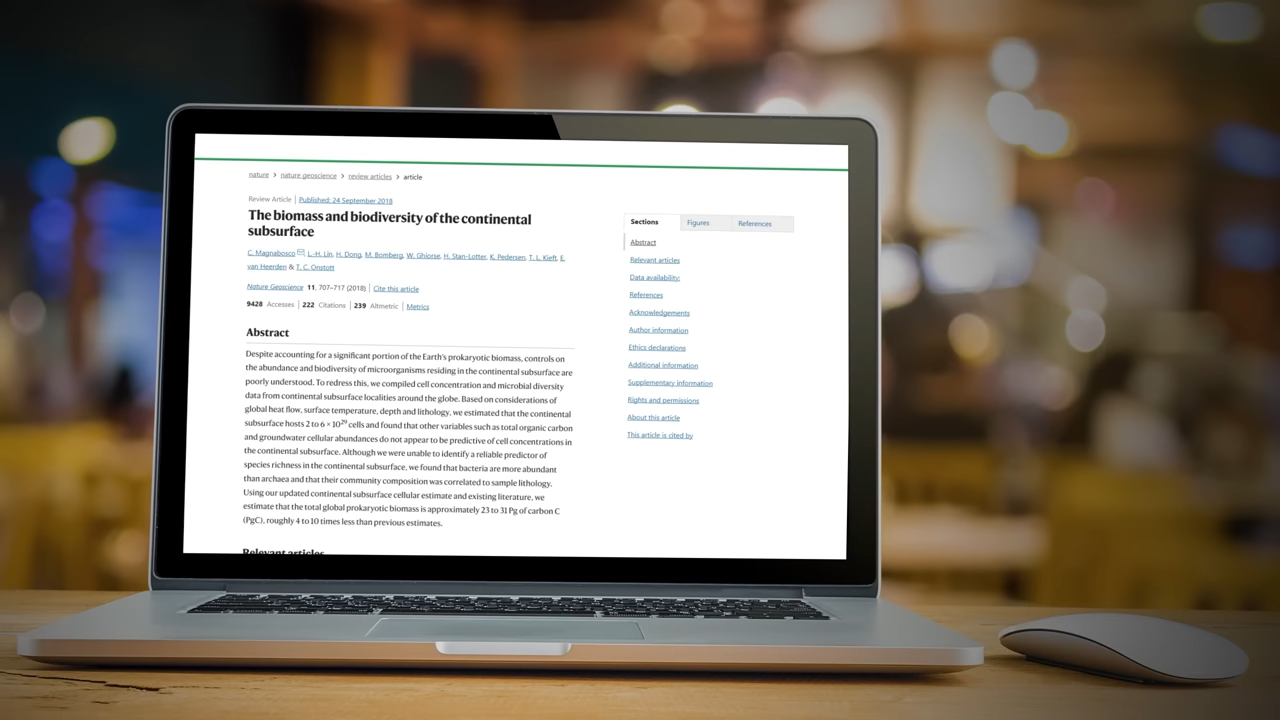 nature > nature geoscience > review articles > article
Review Article | Published: 24 September 2018
The biomass and biodiversity of the continental
subsurface
C. Magnabosco, L.-H. Lin, H. Dong, M. Bomberg, W. Ghiorse, H. Stan-Lotter, K. Pedersen, T. L. Kieft, E.
van Heerden & T. C. Onstott
Nature Geoscience 11, 707–717 (2018) | Cite this article
9428 Accesses | 222 Citations | 239 Altmetric | Metrics
Abstract
Despite accounting for a significant portion of the Earth's prokaryotic biomass, controls on
the abundance and biodiversity of microorganisms residing in the continental subsurface are
poorly understood. To redress this, we compiled cell concentration and microbial diversity
data from continental subsurface localities around the globe. Based on considerations of
global heat flow, surface temperature, depth and lithology, we estimated that the continental
subsurface hosts 2 to 6 × 10²⁹ cells and found that other variables such as total organic carbon
and groundwater cellular abundances do not appear to be predictive of cell concentrations in
the continental subsurface. Although we were unable to identify a reliable predictor of
species richness in the continental subsurface, we found that bacteria are more abundant
than archaea and that their community composition was correlated to sample lithology.
Using our updated continental subsurface cellular estimate and existing literature, we
estimate that the total global prokaryotic biomass is approximately 23 to 31 Pg of carbon C
(PgC), roughly 4 to 10 times less than previous estimates.
Relevant articles
Sections Figures References
Abstract
Relevant articles
Data availability:
References
Acknowledgements
Author information
Ethics declarations
Additional information
Supplementary information
Rights and permissions
About this article
This article is cited by